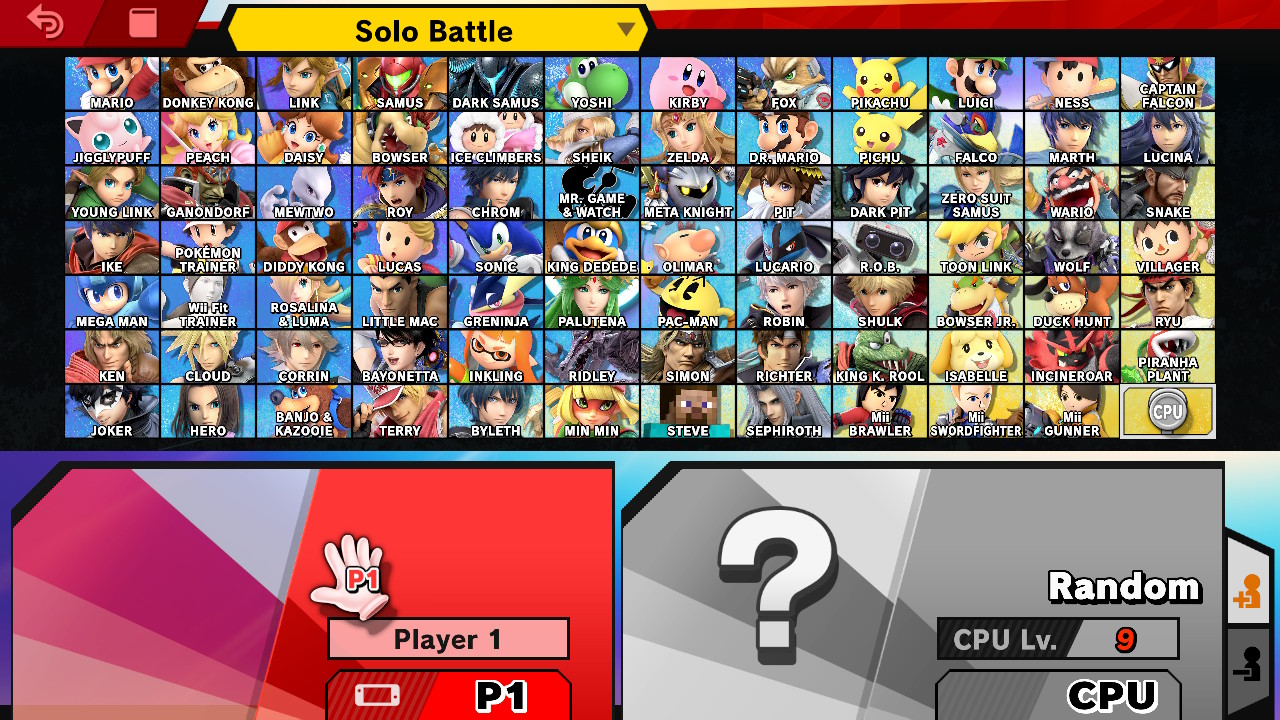 Solo Battle
MARIO
DONKEY KONG
LINK
SAMUS
DARK SAMUS
YOSHI
KIRBY
FOX
PIKACHU
LUIGI
NESS
CAPTAIN
FALCON
JIGGLYPUFF
PEACH
DAISY
BOWSER
ICE CLIMBERS
SHEIK
ZELDA
DR. MARIO
PICHU
FALCO
MARTH
LUCINA
YOUNG LINK
GANONDORF
MEWTWO
ROY
CHROM
MR. GAME
& WATCH
META KNIGHT
PIT
DARK PIT
ZERO SUIT
SAMUS
WARIO
SNAKE
IKE
POKÉMON
TRAINER
DIDDY KONG
LUCAS
SONIC
KING DEDEDE
OLIMAR
LUCARIO
R.O.B.
TOON LINK
WOLF
VILLAGER
MEGA MAN
Wii Fit
TRAINER
ROSALINA
& LUMA
LITTLE MAC
GRENINJA
PALUTENA
PAC-MAN
ROBIN
SHULK
BOWSER JR.
DUCK HUNT
RYU
KEN
CLOUD
CORRIN
BAYONETTA
INKLING
RIDLEY
SIMON
RICHTER
KING K. ROOL
ISABELLE
INCINEROAR
PIRANHA
PLANT
JOKER
HERO
BANJO &
KAZOOIE
TERRY
BYLETH
MIN MIN
STEVE
SEPHIROTH
Mii
BRAWLER
Mii
SWORDFIGHTER
Mii
GUNNER
CPU
P1
Player 1
P1
Random
CPU Lv. 9
CPU